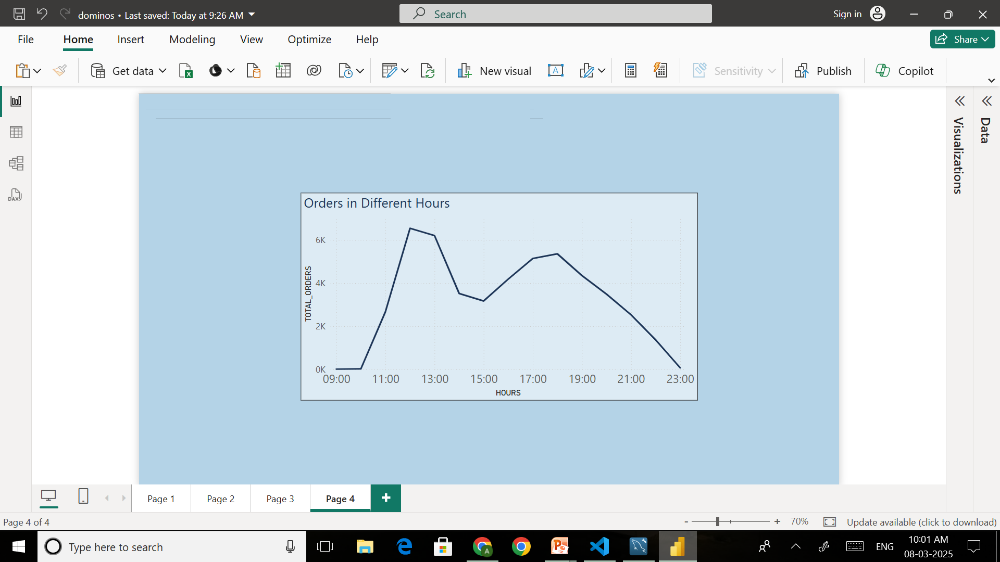 dominos • Last saved: Today at 9:26 AM
Search
Sign in
File Home Insert Modeling View Optimize Help
Share
Get data
New visual
Sensitivity
Publish
Copilot
DAX
Visualizations
Data
Orders in Different Hours
TOTAL_ORDERS
6K
4K
2K
0K
09:00 11:00 13:00 15:00 17:00 19:00 21:00 23:00
HOURS
Page 1 Page 2 Page 3 Page 4
Page 4 of 4
- + 70%
Update available (click to download)
Type here to search
ENG
10:01 AM
08-03-2025